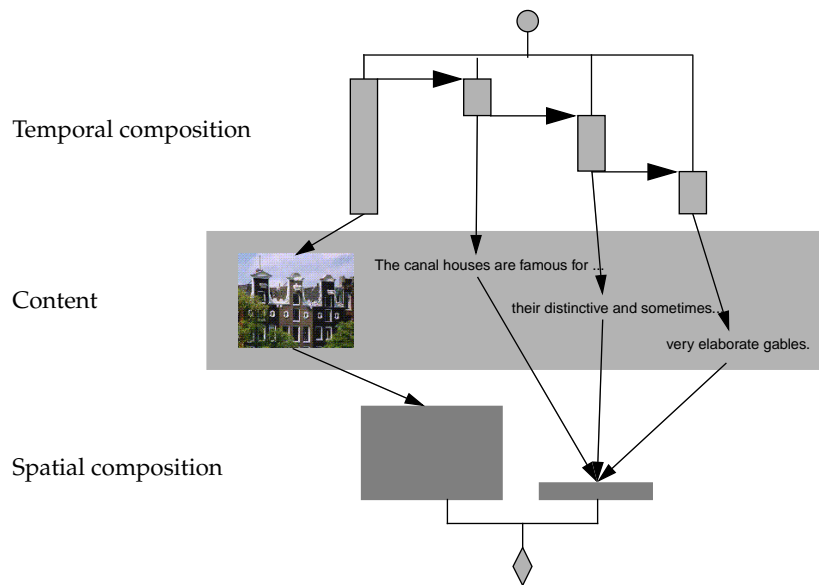 Temporal composition
The canal houses are famous for ...
Content
their distinctive and sometimes...
very elaborate gables.
Spatial composition